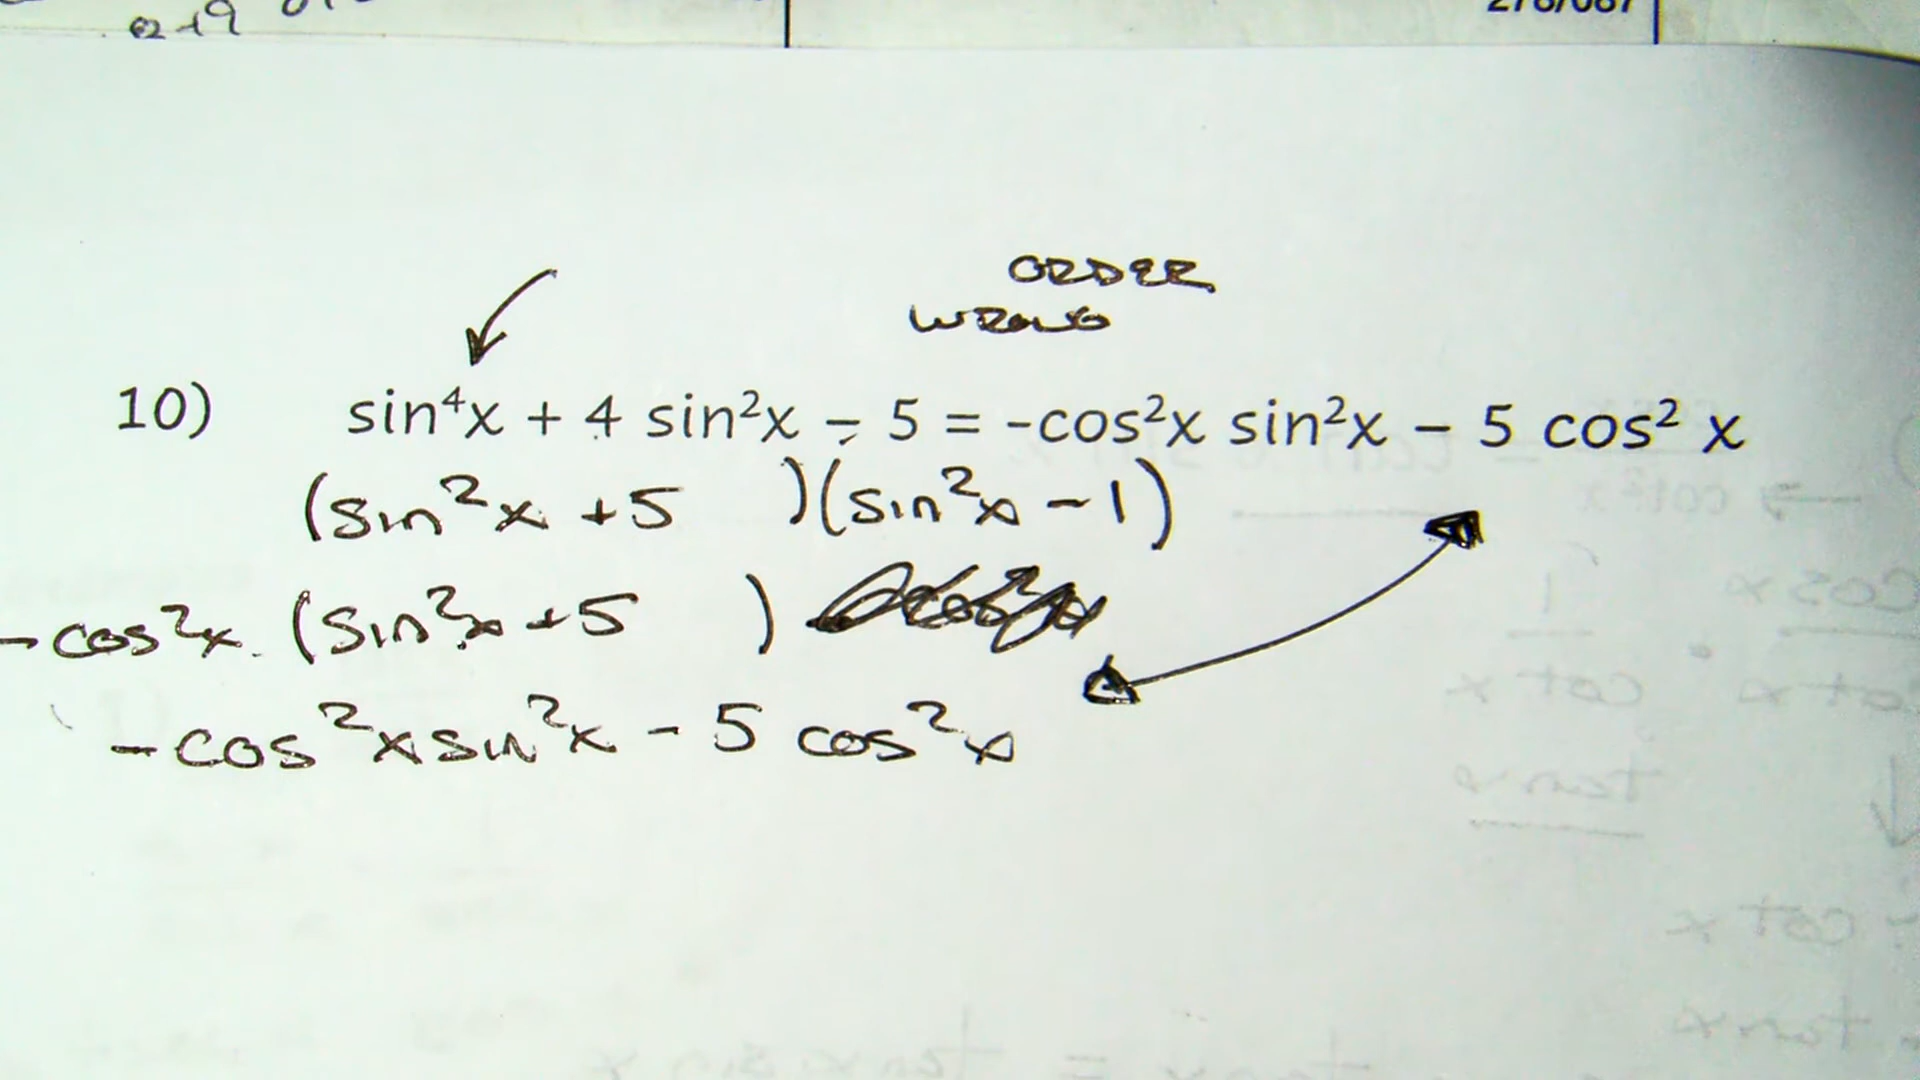 ORDER
WRONG
10) sin⁴x + 4 sin²x – 5 = -cos²x sin²x – 5 cos² x
(sin²x +5 )(sin²x - 1)
- cos²x (sin²x +5 )
- cos²x sin²x - 5 cos²x